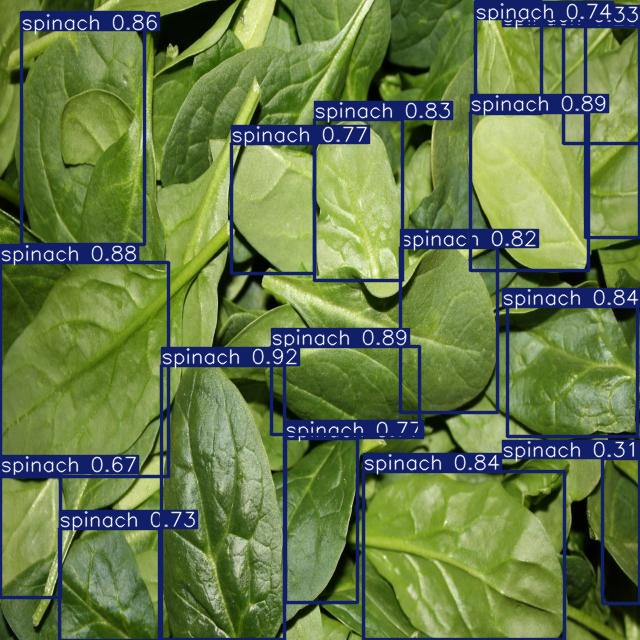 spinach 0.74
.33
spinach 0.86
spinach 0.89
spinach 0.83
spinach 0.77
spinach 0.82
spinach 0.88
spinach 0.84
spinach 0.89
spinach 0.92
spinach 0.77
spinach 0.31
spinach 0.84
spinach 0.67
spinach 0.73